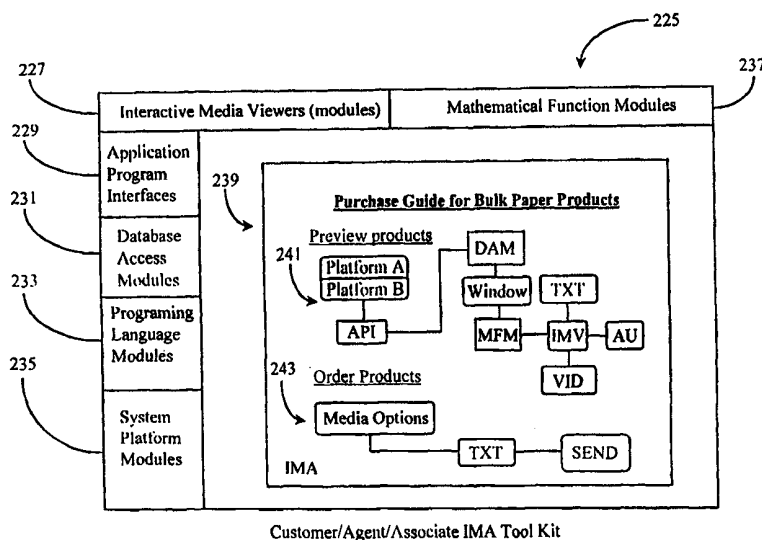 225
227
237
Interactive Media Viewers (modules)
Mathematical Function Modules
229
Application
Program
Interfaces
231
Database
Access
Modules
233
Programing
Language
Modules
235
System
Platform
Modules
239
Purchase Guide for Bulk Paper Products
Preview products
241
Platform A
Platform B
API
DAM
Window
TXT
MFM
IMV
AU
VID
243
Order Products
Media Options
TXT
SEND
IMA
Customer/Agent/Associate IMA Tool Kit